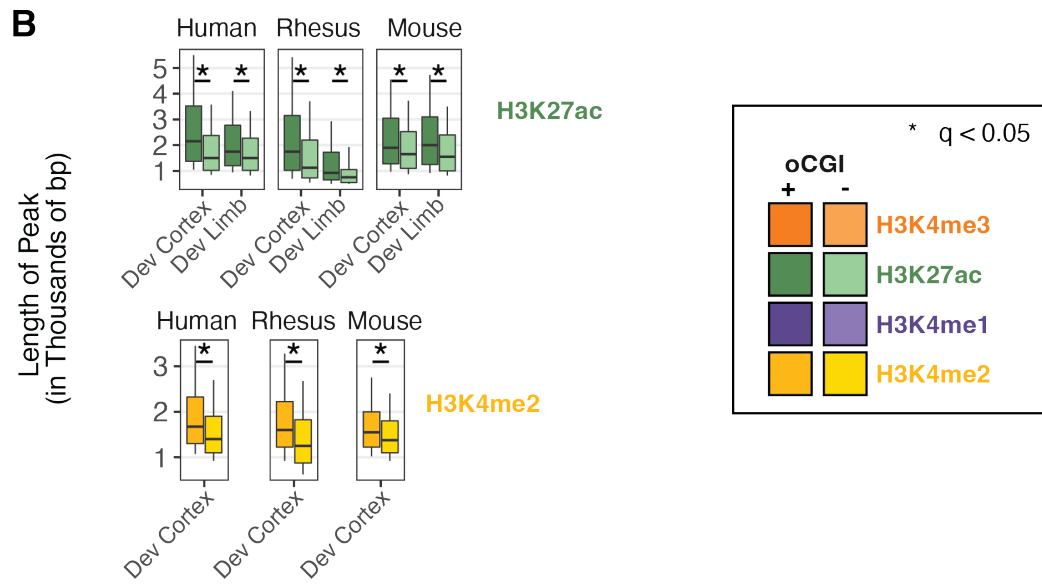 B
Human Rhesus Mouse
5
4
3
2
1
* * * * * *
H3K27ac
Dev Cortex Dev Limb Dev Cortex Dev Limb Dev Cortex Dev Limb
Length of Peak
(in Thousands of bp)
Human Rhesus Mouse
3
2
1
* * *
H3K4me2
Dev Cortex Dev Cortex Dev Cortex
* q < 0.05
oCGI
+ -
H3K4me3
H3K27ac
H3K4me1
H3K4me2